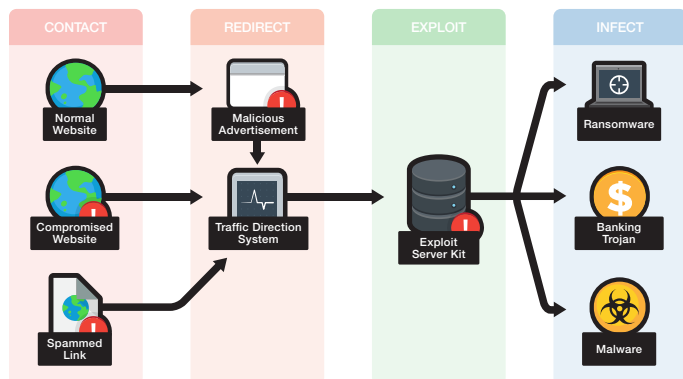 CONTACT
REDIRECT
EXPLOIT
INFECT
Normal
Website
Malicious
Advertisement
Ransomware
Compromised
Website
Traffic Direction
System
Exploit
Server Kit
Banking
Trojan
Spammed
Link
Malware